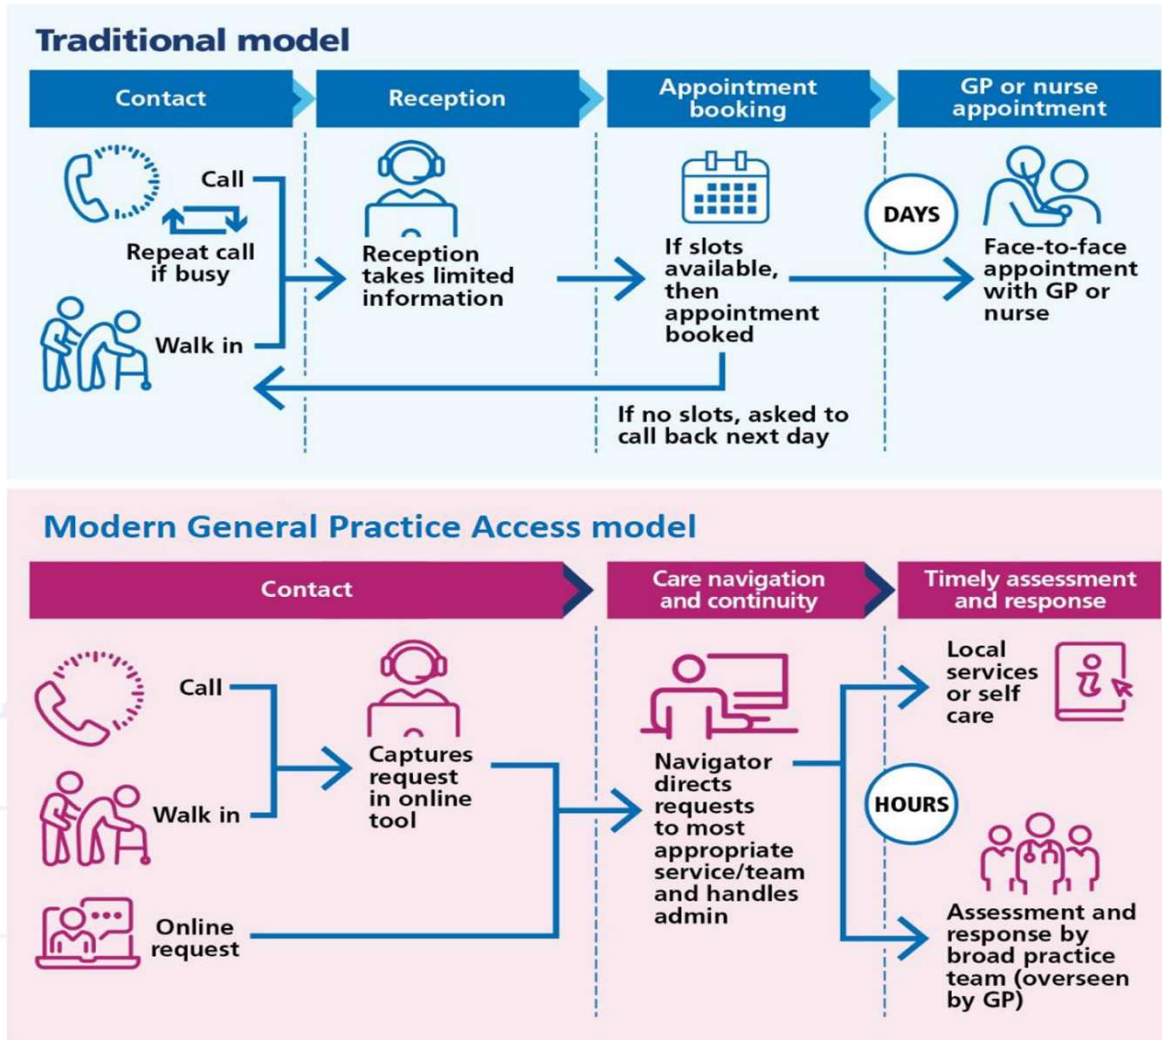 Traditional model
Contact
Reception
Appointment
booking
GP or nurse
appointment
Call
Repeat call
if busy
Walk in
Reception
takes limited
information
If slots
available,
then
appointment
booked
If no slots, asked to
call back next day
DAYS
Face-to-face
appointment
with GP or
nurse
Modern General Practice Access model
Contact
Care navigation
and continuity
Timely assessment
and response
Call
Walk in
Online
request
Captures
request
in online
tool
Navigator
directs
requests
to most
appropriate
service/team
and handles
admin
HOURS
Local
services
or self
care
i
Assessment and
response by
broad practice
team (overseen
by GP)